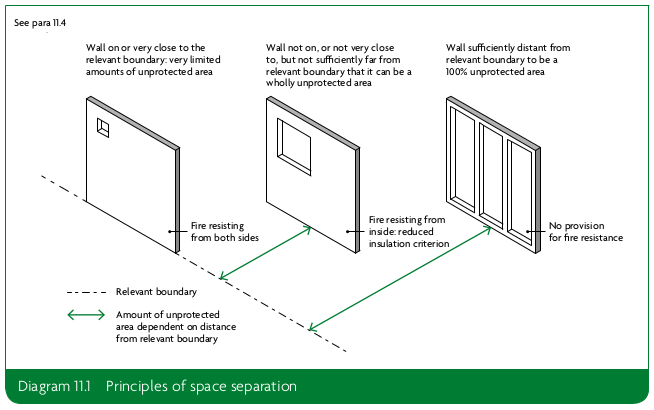 See para 11.4
Wall on or very close to the
relevant boundary: very limited
amounts of unprotected area
Wall not on, or not very close
to, but not sufficiently far from
relevant boundary that it can be a
wholly unprotected area
Wall sufficiently distant from
relevant boundary to be a
100% unprotected area
Fire resisting
from both sides
Fire resisting from
inside: reduced
insulation criterion
No provision
for fire resistance
Relevant boundary
Amount of unprotected
area dependent on distance
from relevant boundary
Diagram 11.1 Principles of space separation